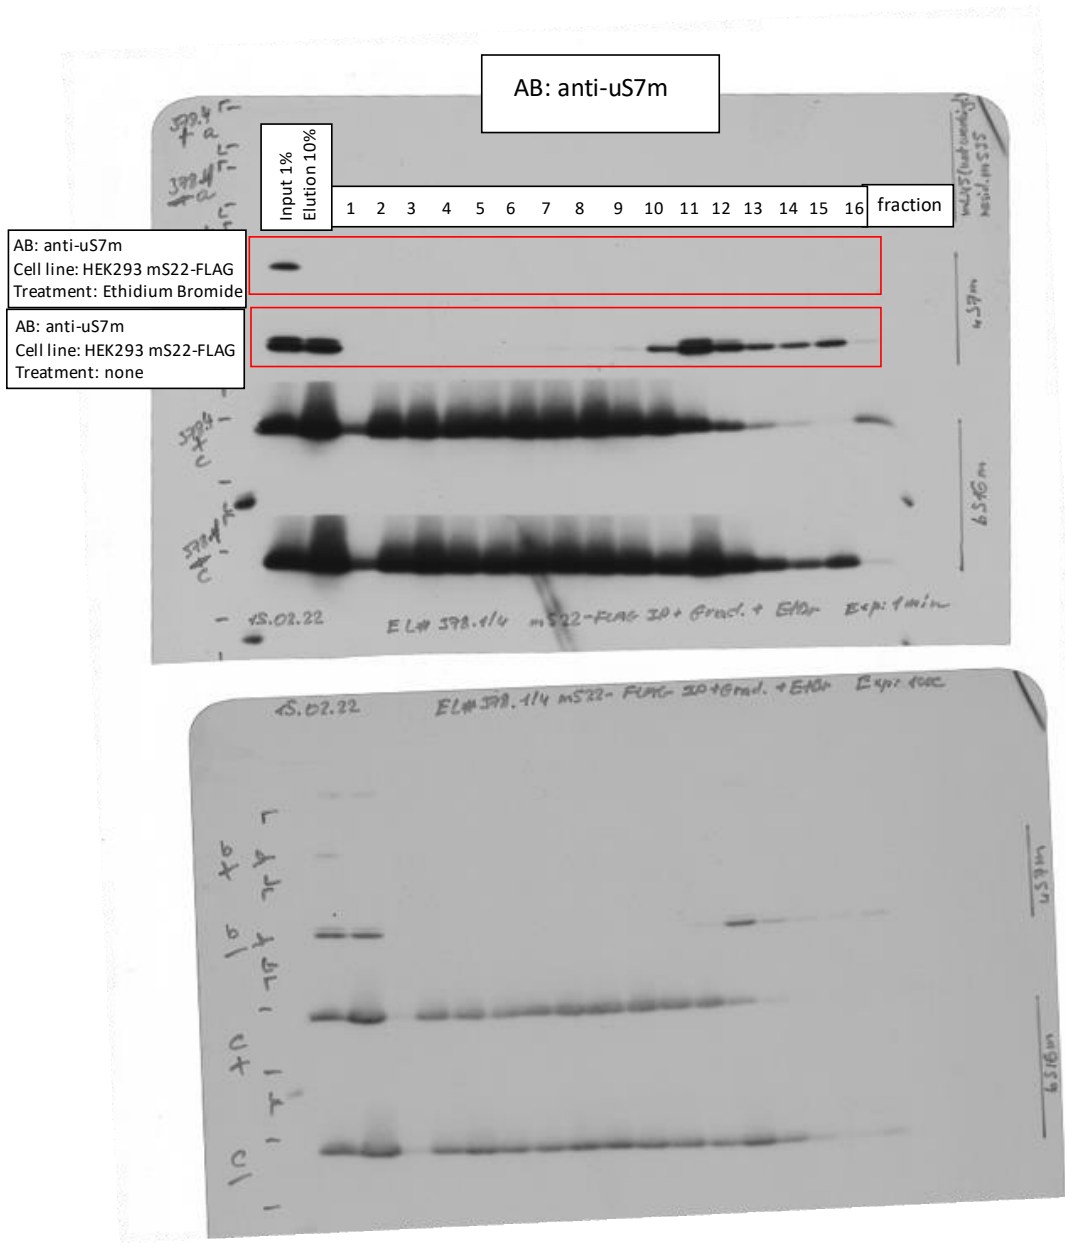 AB: anti-uS7m
Input 1%
Elution 10%
1 2 3 4 5 6 7 8 9 10 11 12 13 14 15 16 fraction
AB: anti-uS7m
Cell line: HEK293 mS22-FLAG
Treatment: Ethidium Bromide
AB: anti-uS7m
Cell line: HEK293 mS22-FLAG
Treatment: none
uS7m
bS16m
15.02.22 EL# 378.1/4 mS22-FLAG IP + Grad. + EtBr Exp: 1min
15.02.22 EL# 378.1/4 mS22-FLAG IP + Grad. + EtBr Exp: 1sec
uS7m
bS16m